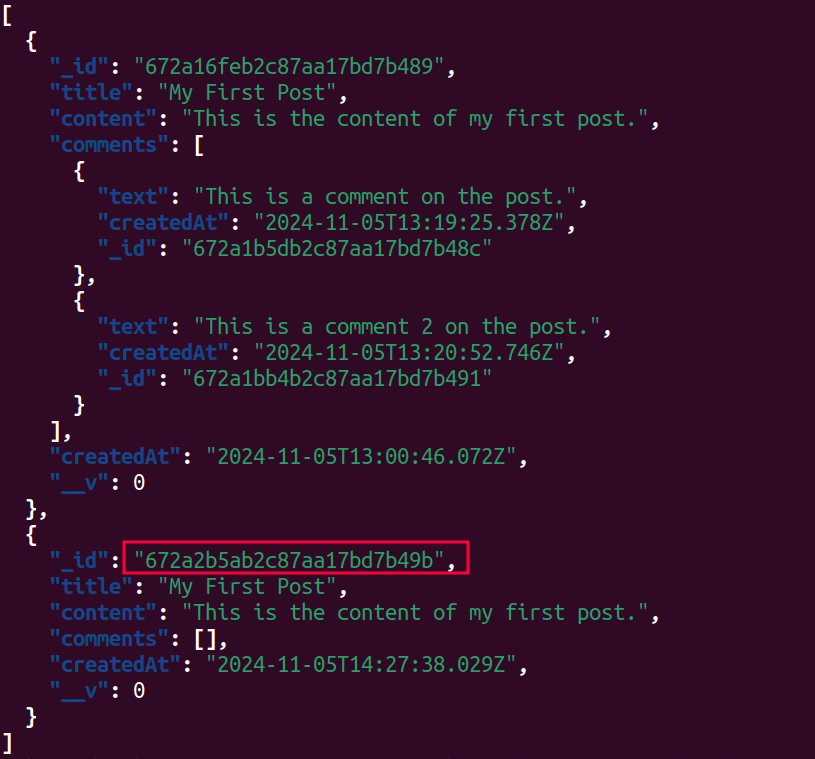 [
  {
    "_id": "672a16feb2c87aa17bd7b489",
    "title": "My First Post",
    "content": "This is the content of my first post.",
    "comments": [
      {
        "text": "This is a comment on the post.",
        "createdAt": "2024-11-05T13:19:25.378Z",
        "_id": "672a1b5db2c87aa17bd7b48c"
      },
      {
        "text": "This is a comment 2 on the post.",
        "createdAt": "2024-11-05T13:20:52.746Z",
        "_id": "672a1bb4b2c87aa17bd7b491"
      }
    ],
    "createdAt": "2024-11-05T13:00:46.072Z",
    "__v": 0
  },
  {
    "_id": "672a2b5ab2c87aa17bd7b49b",
    "title": "My First Post",
    "content": "This is the content of my first post.",
    "comments": [],
    "createdAt": "2024-11-05T14:27:38.029Z",
    "__v": 0
  }
]